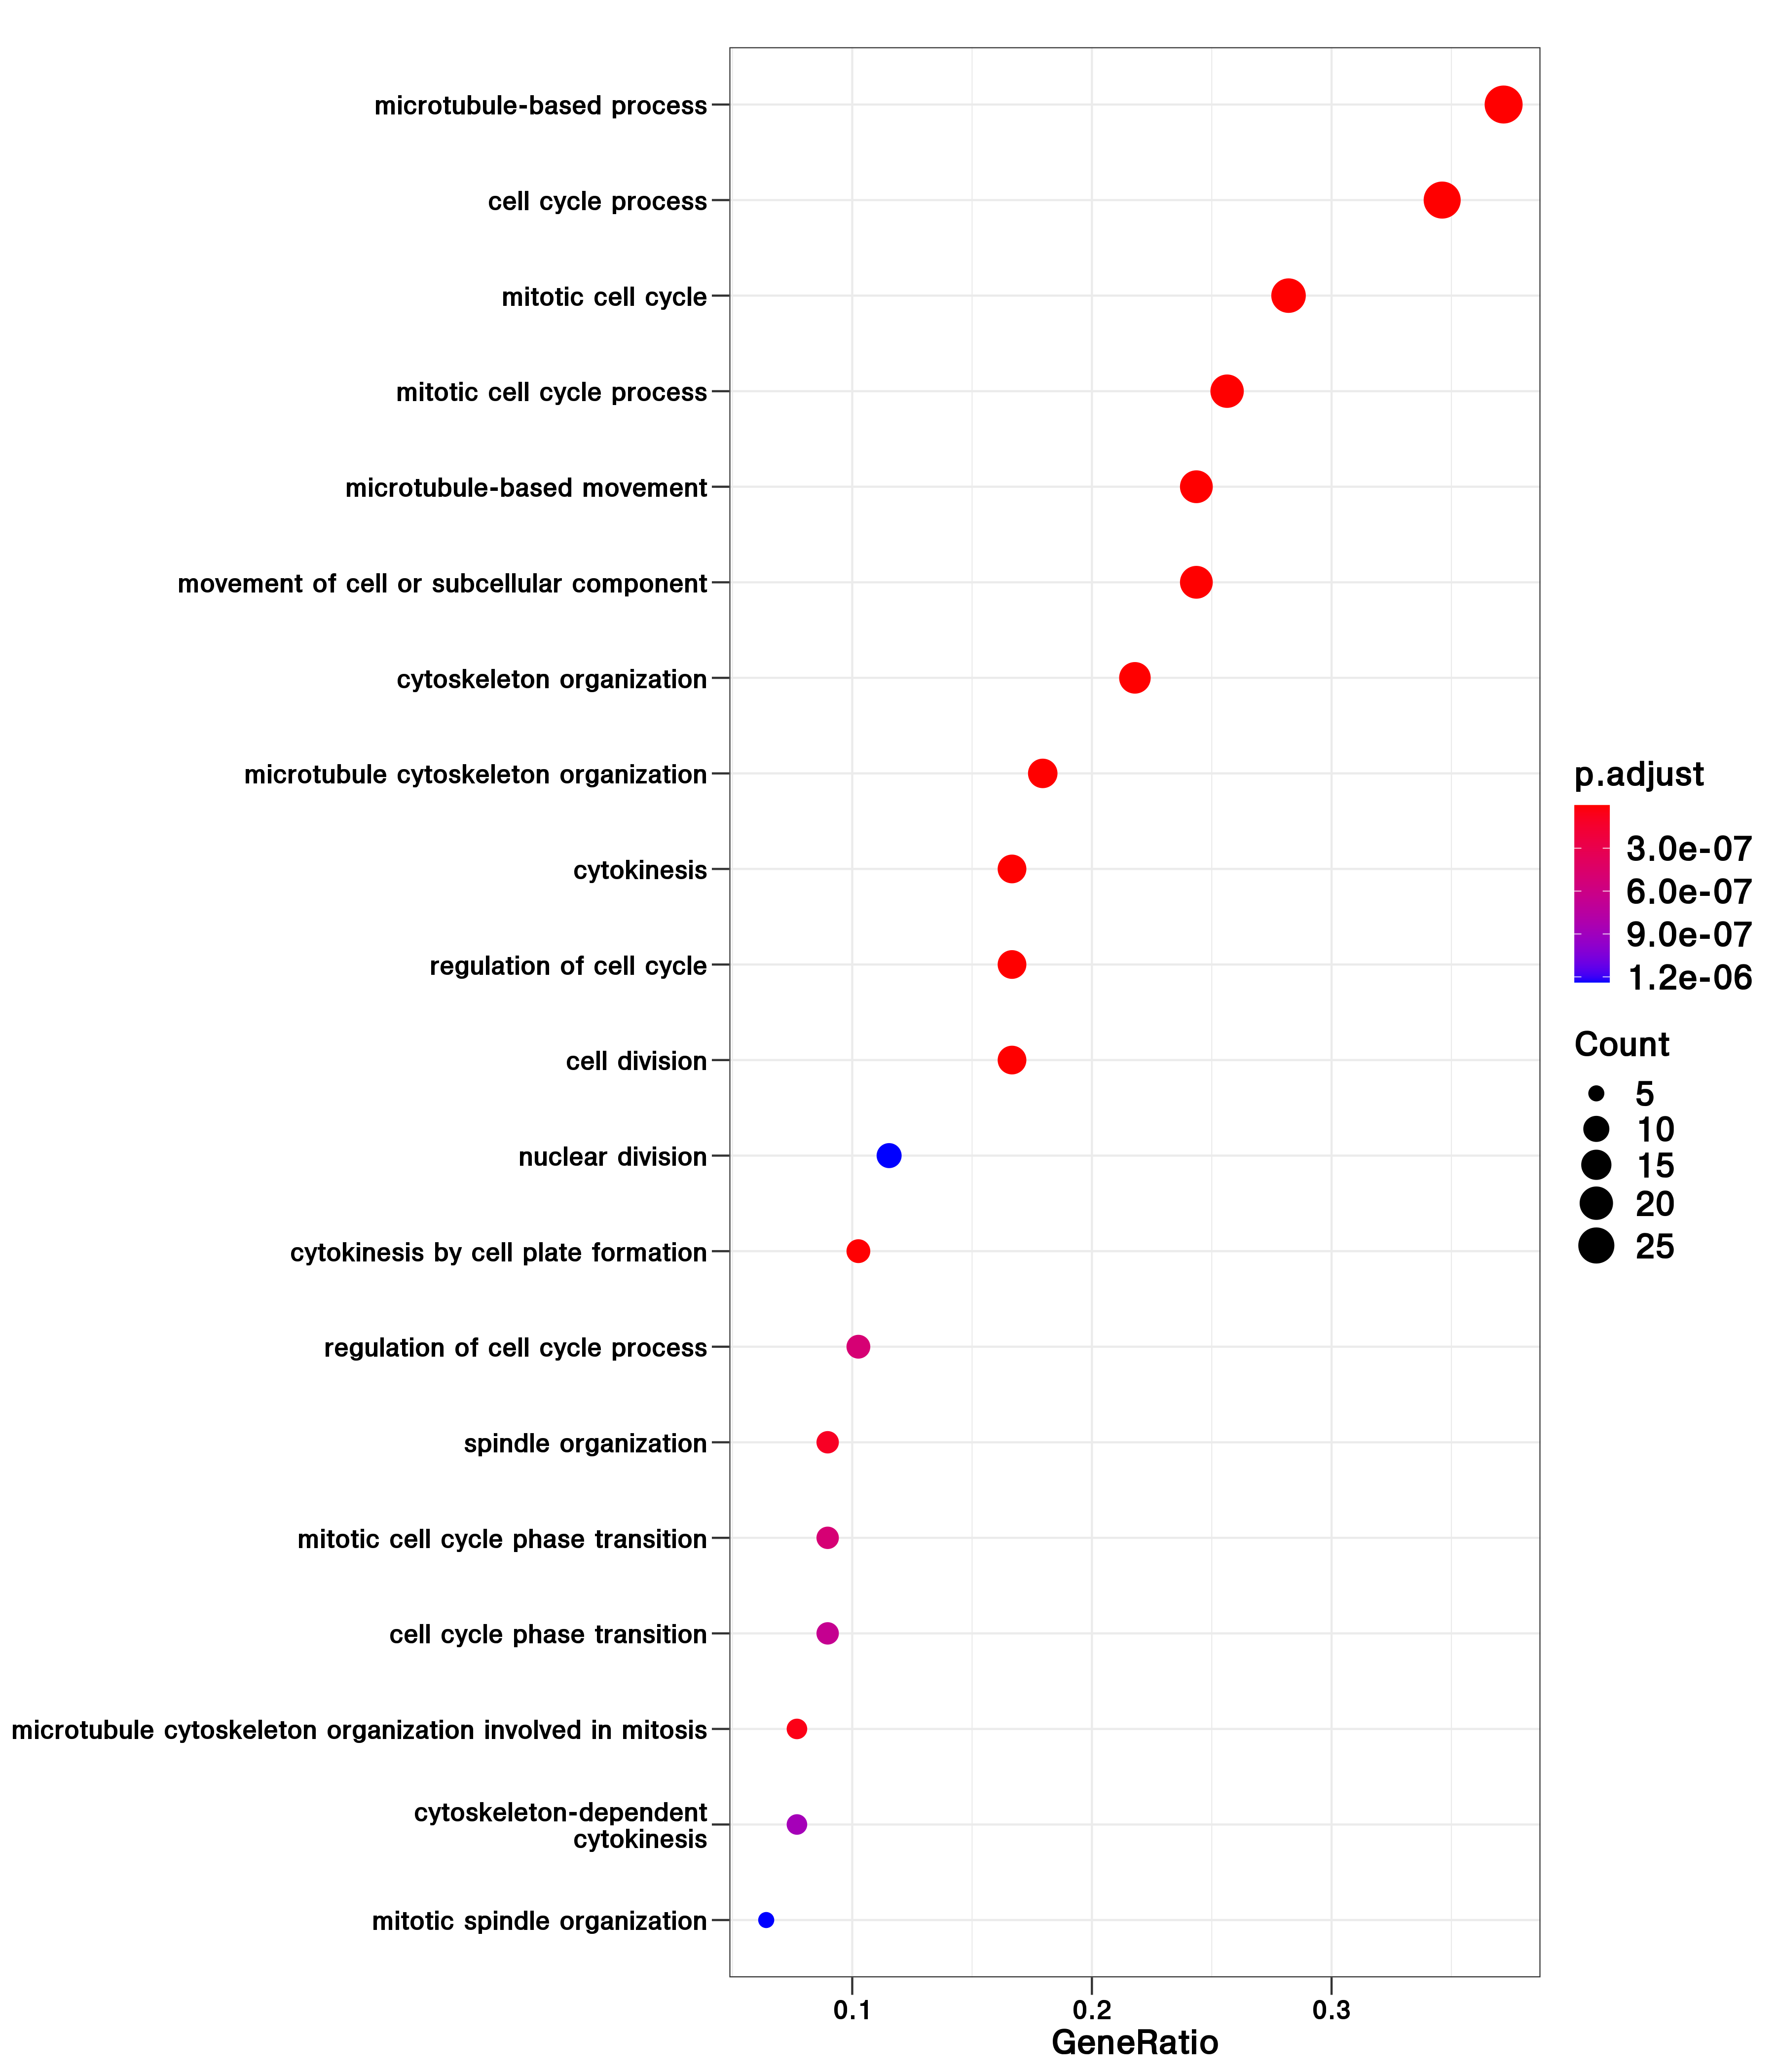 microtubule-based process
cell cycle process
mitotic cell cycle
mitotic cell cycle process
microtubule-based movement
movement of cell or subcellular component
cytoskeleton organization
microtubule cytoskeleton organization
cytokinesis
regulation of cell cycle
cell division
nuclear division
cytokinesis by cell plate formation
regulation of cell cycle process
spindle organization
mitotic cell cycle phase transition
cell cycle phase transition
microtubule cytoskeleton organization involved in mitosis
cytoskeleton-dependent
cytokinesis
mitotic spindle organization
0.1 0.2 0.3
GeneRatio
p.adjust
3.0e-07
6.0e-07
9.0e-07
1.2e-06
Count
5
10
15
20
25